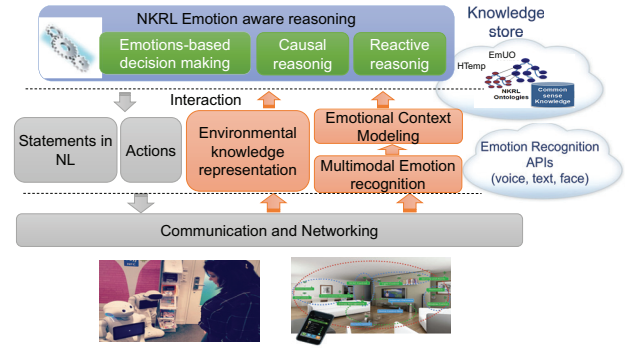 NKRL Emotion aware reasoning
Emotions-based
decision making
Causal
reasonig
Reactive
reasonig
Knowledge
store
EmUO
HTemp
NKRL
Ontologies
Common
sense
Knowledge
Interaction
Statements in
NL
Actions
Environmental
knowledge
representation
Emotional Context
Modeling
Multimodal Emotion
recognition
Emotion Recognition
APIs
(voice, text, face)
Communication and Networking